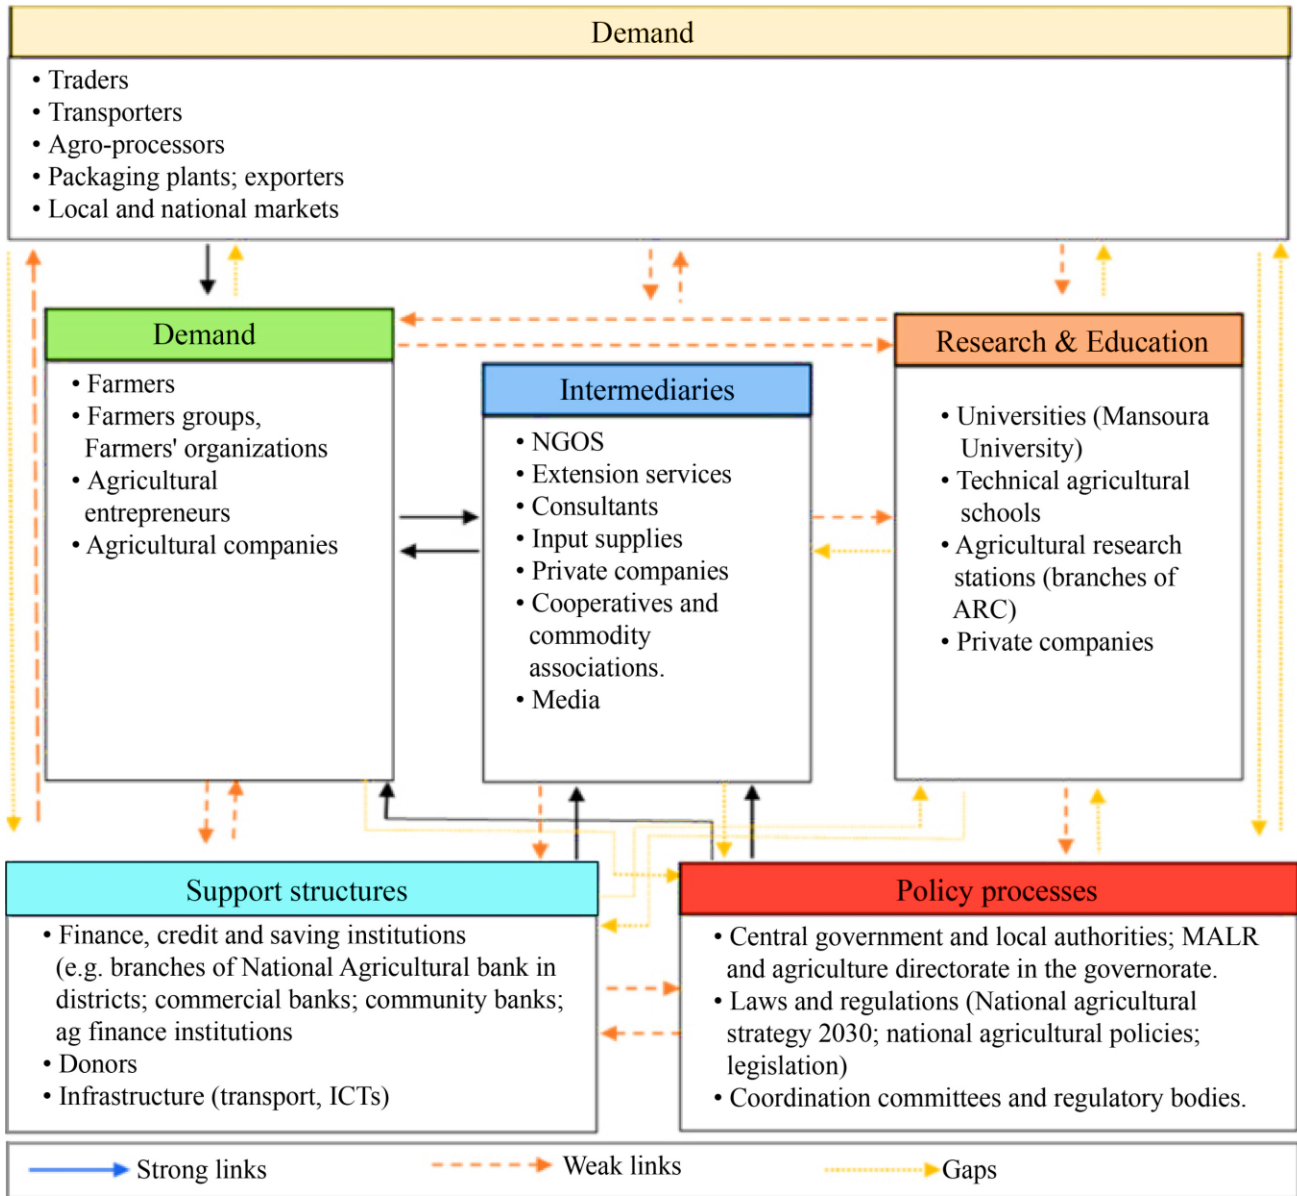 Demand
• Traders
• Transporters
• Agro-processors
• Packaging plants; exporters
• Local and national markets
Demand
• Farmers
• Farmers groups,
Farmers' organizations
• Agricultural
entrepreneurs
• Agricultural companies
Intermediaries
• NGOS
• Extension services
• Consultants
• Input supplies
• Private companies
• Cooperatives and
commodity
associations.
• Media
Research & Education
• Universities (Mansoura
University)
• Technical agricultural
schools
• Agricultural research
stations (branches of
ARC)
• Private companies
Support structures
• Finance, credit and saving institutions
(e.g. branches of National Agricultural bank in
districts; commercial banks; community banks;
ag finance institutions
• Donors
• Infrastructure (transport, ICTs)
Policy processes
• Central government and local authorities; MALR
and agriculture directorate in the governorate.
• Laws and regulations (National agricultural
strategy 2030; national agricultural policies;
legislation)
• Coordination committees and regulatory bodies.
Strong links
Weak links
Gaps